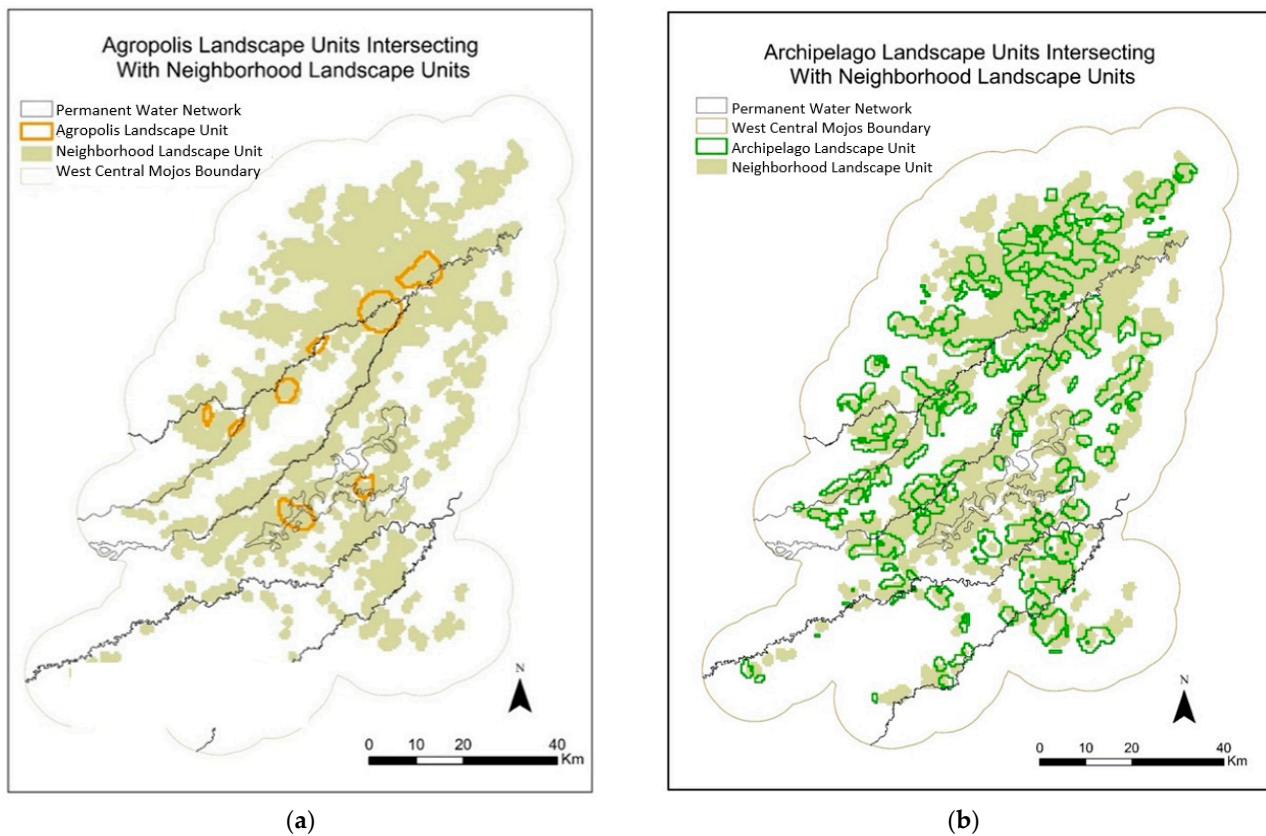 Agropolis Landscape Units Intersecting
With Neighborhood Landscape Units
Permanent Water Network
Agropolis Landscape Unit
Neighborhood Landscape Unit
West Central Mojos Boundary
N
0 10 20 40
Km
(a)
Archipelago Landscape Units Intersecting
With Neighborhood Landscape Units
Permanent Water Network
West Central Mojos Boundary
Archipelago Landscape Unit
Neighborhood Landscape Unit
N
0 10 20 40
Km
(b)